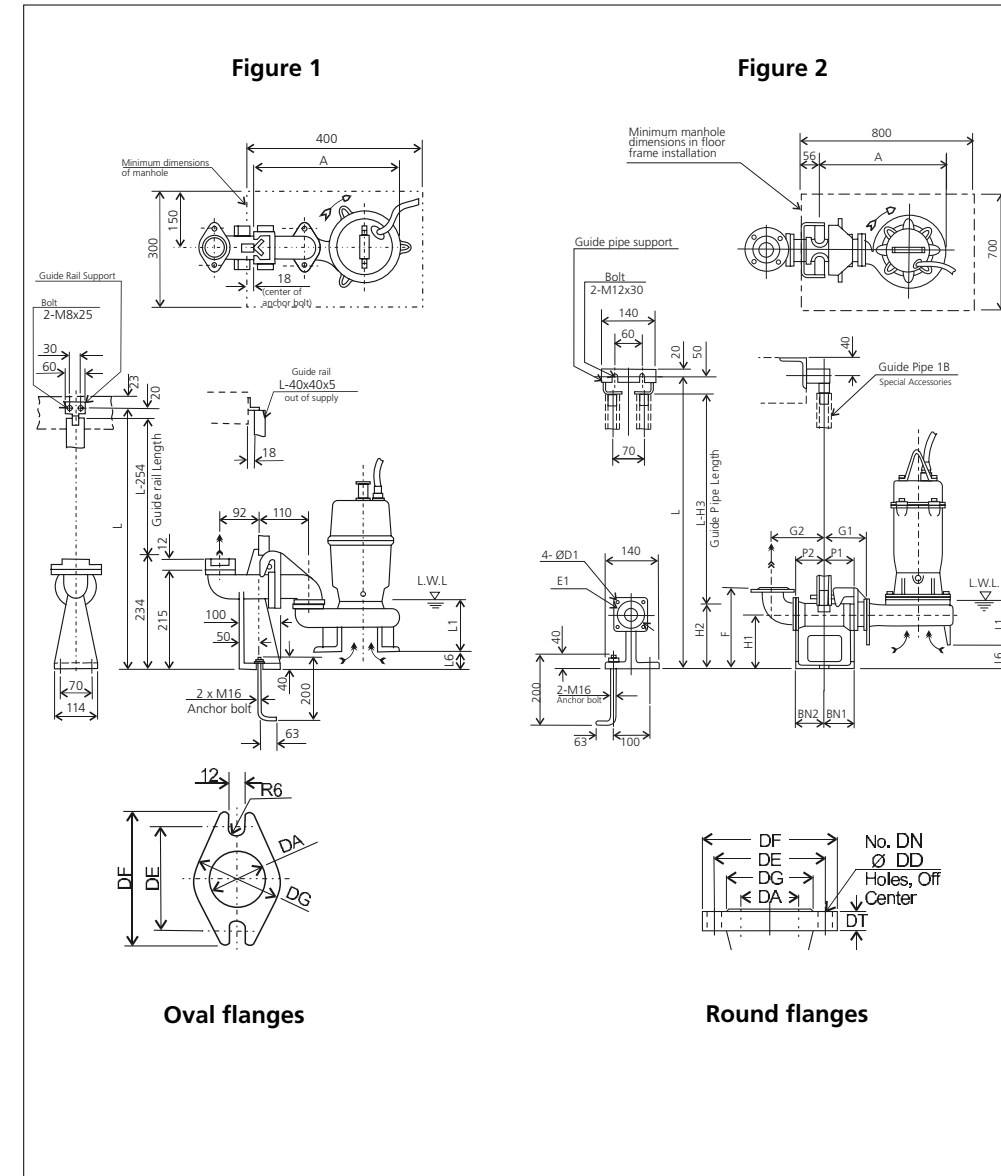 Figure 1
400
A
Minimum dimensions
of manhole
150
300
18
(center of
anchor bolt)
Guide Rail Support
Bolt
2-M8x25
30
60
23
20
Guide rail
L-40x40x5
out of supply
18
L
L-254
Guide rail Length
12
234
215
92
110
100
50
L.W.L
L1
L6
40
200
70
114
2 x M16
Anchor bolt
63
12
R6
DF
DE
DA
DG
Oval flanges
Figure 2
Minimum manhole
dimensions in floor
frame installation
800
56
A
700
Guide pipe support
Bolt
2-M12x30
140
60
20
50
40
Guide Pipe 1B
Special Accessories
70
L
L-H3
Guide Pipe Length
G2
G1
P2
P1
4- ØD1
140
E1
L.W.L.
L1
L6
F
H1
H2
40
200
2-M16
Anchor bolt
63
100
BN2
BN1
DF
DE
DG
DA
DT
No. DN
Ø DD
Holes, Off
Center
Round flanges